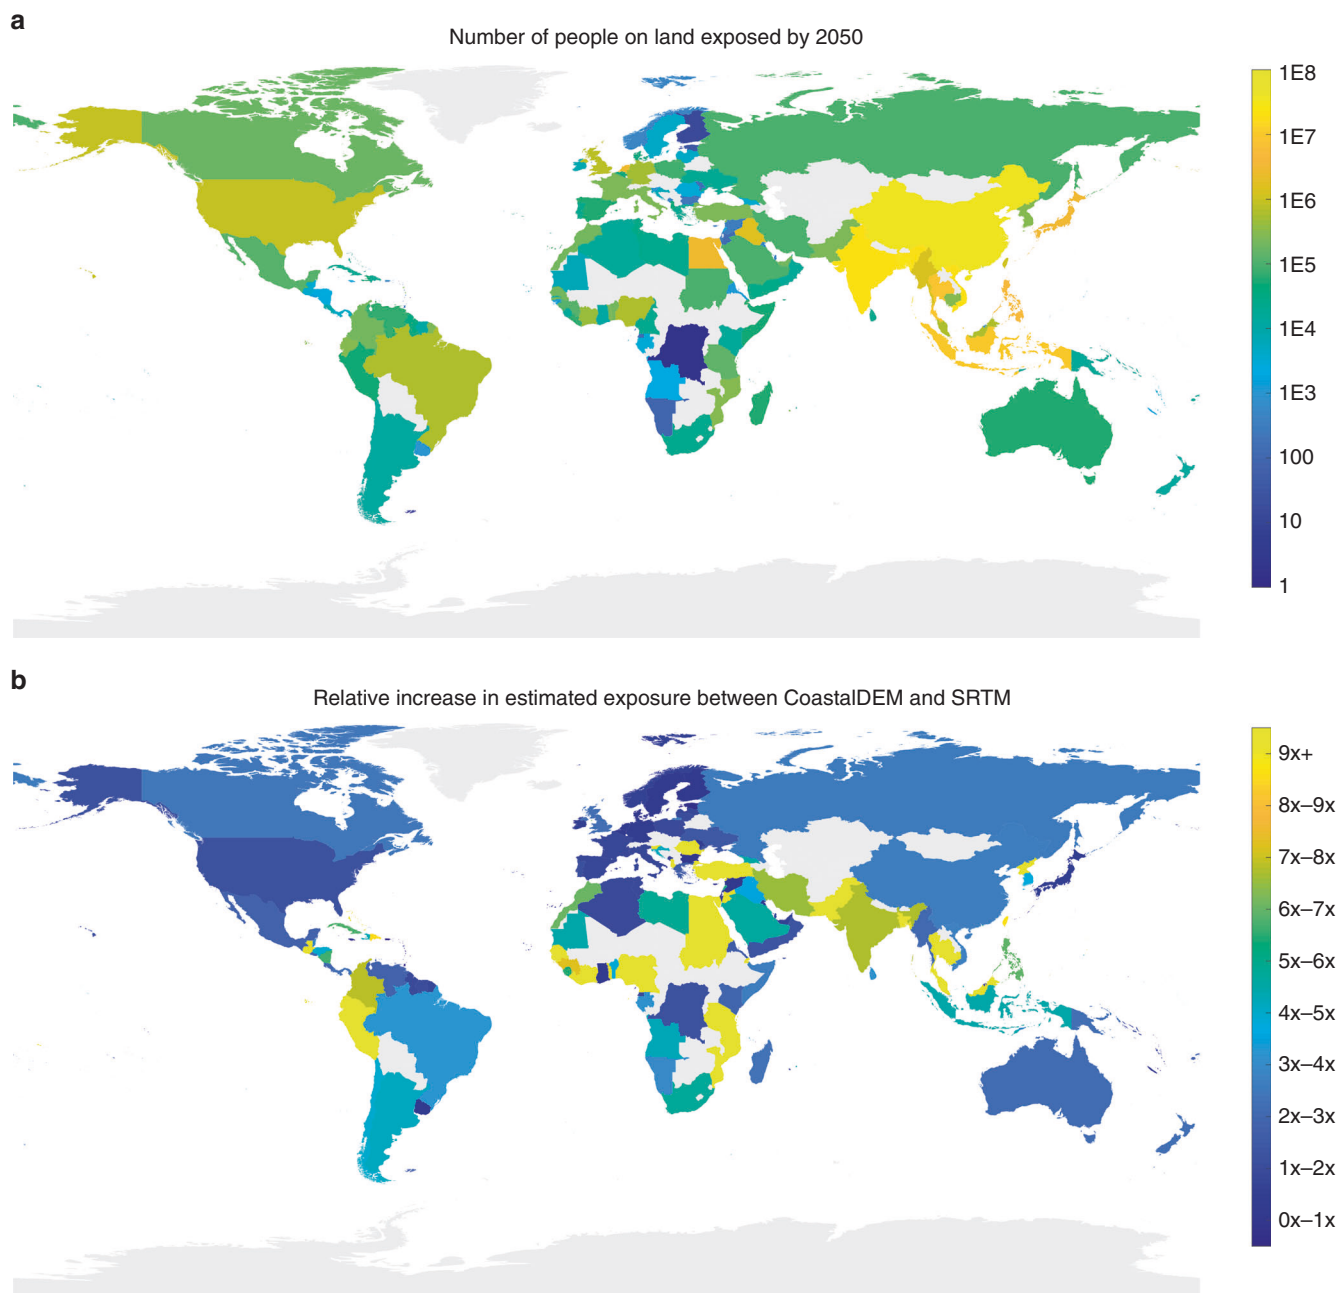 a
Number of people on land exposed by 2050
1E8
1E7
1E6
1E5
1E4
1E3
100
10
1
b
Relative increase in estimated exposure between CoastalDEM and SRTM
9x+
8x–9x
7x–8x
6x–7x
5x–6x
4x–5x
3x–4x
2x–3x
1x–2x
0x–1x